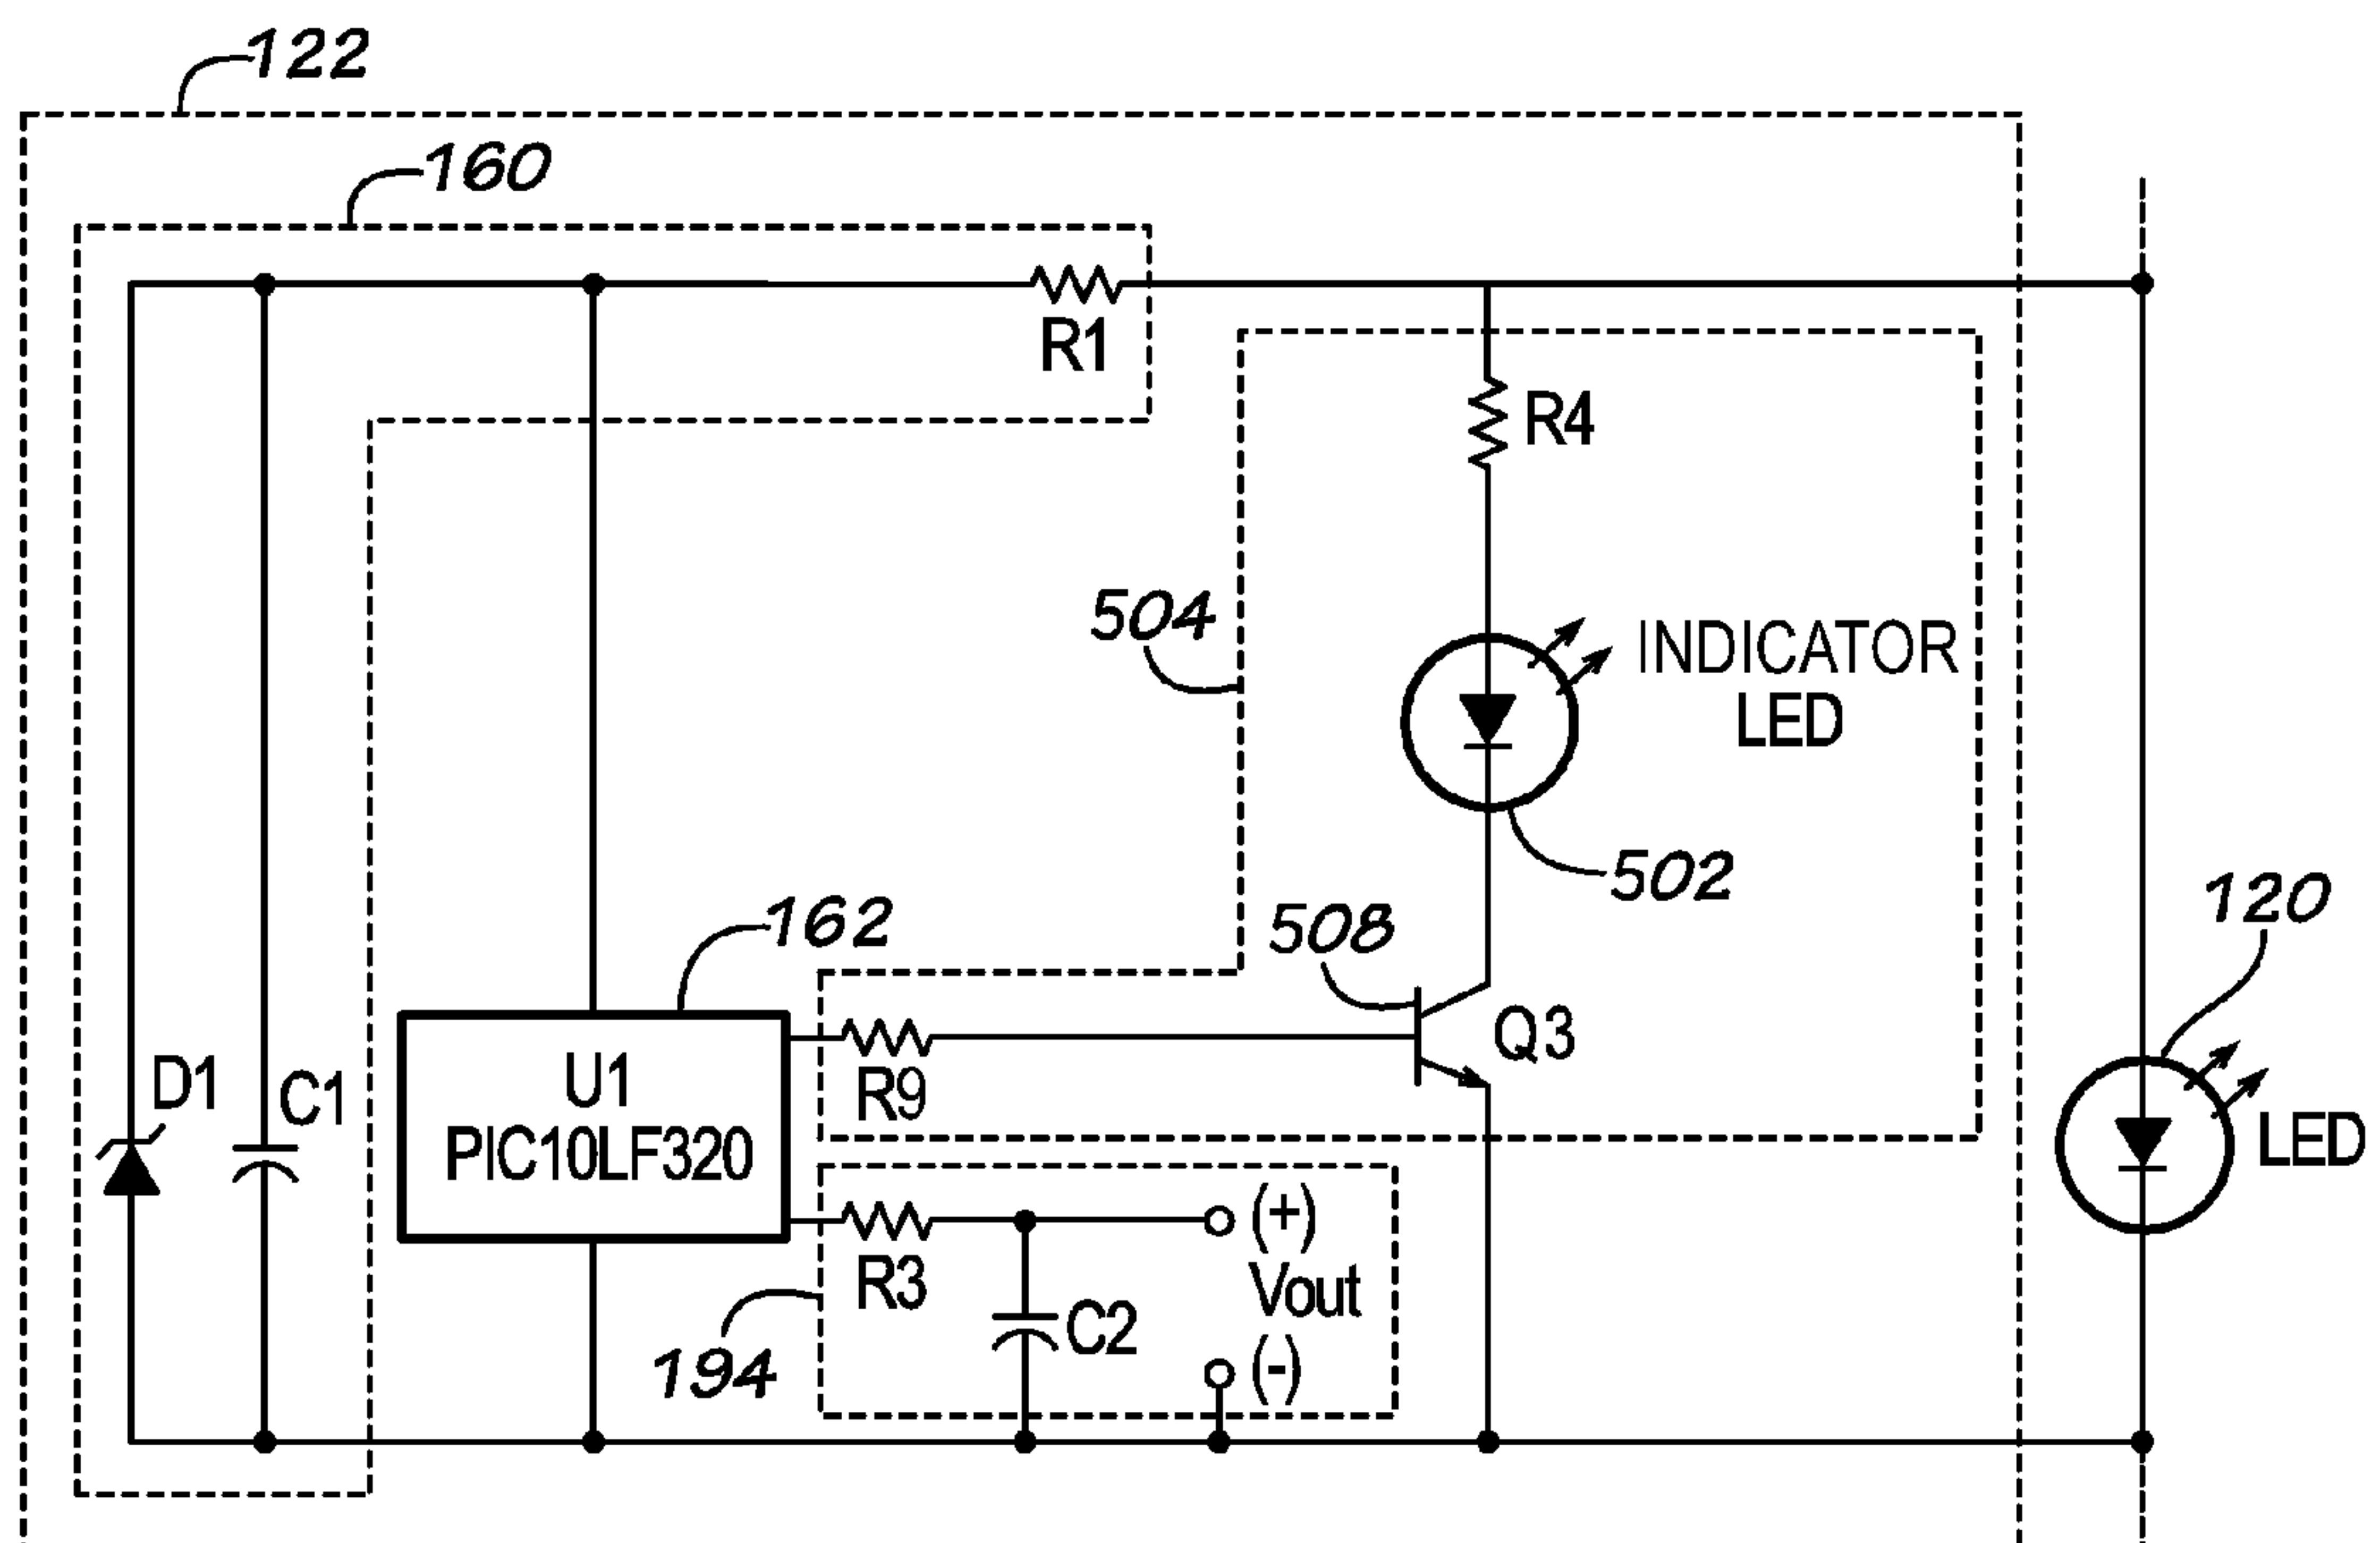 122
160
R1
R4
504
INDICATOR
LED
502
162
508
120
Q3
D1
C1
U1
PIC10LF320
R9
LED
(+)
Vout
(-)
R3
C2
194